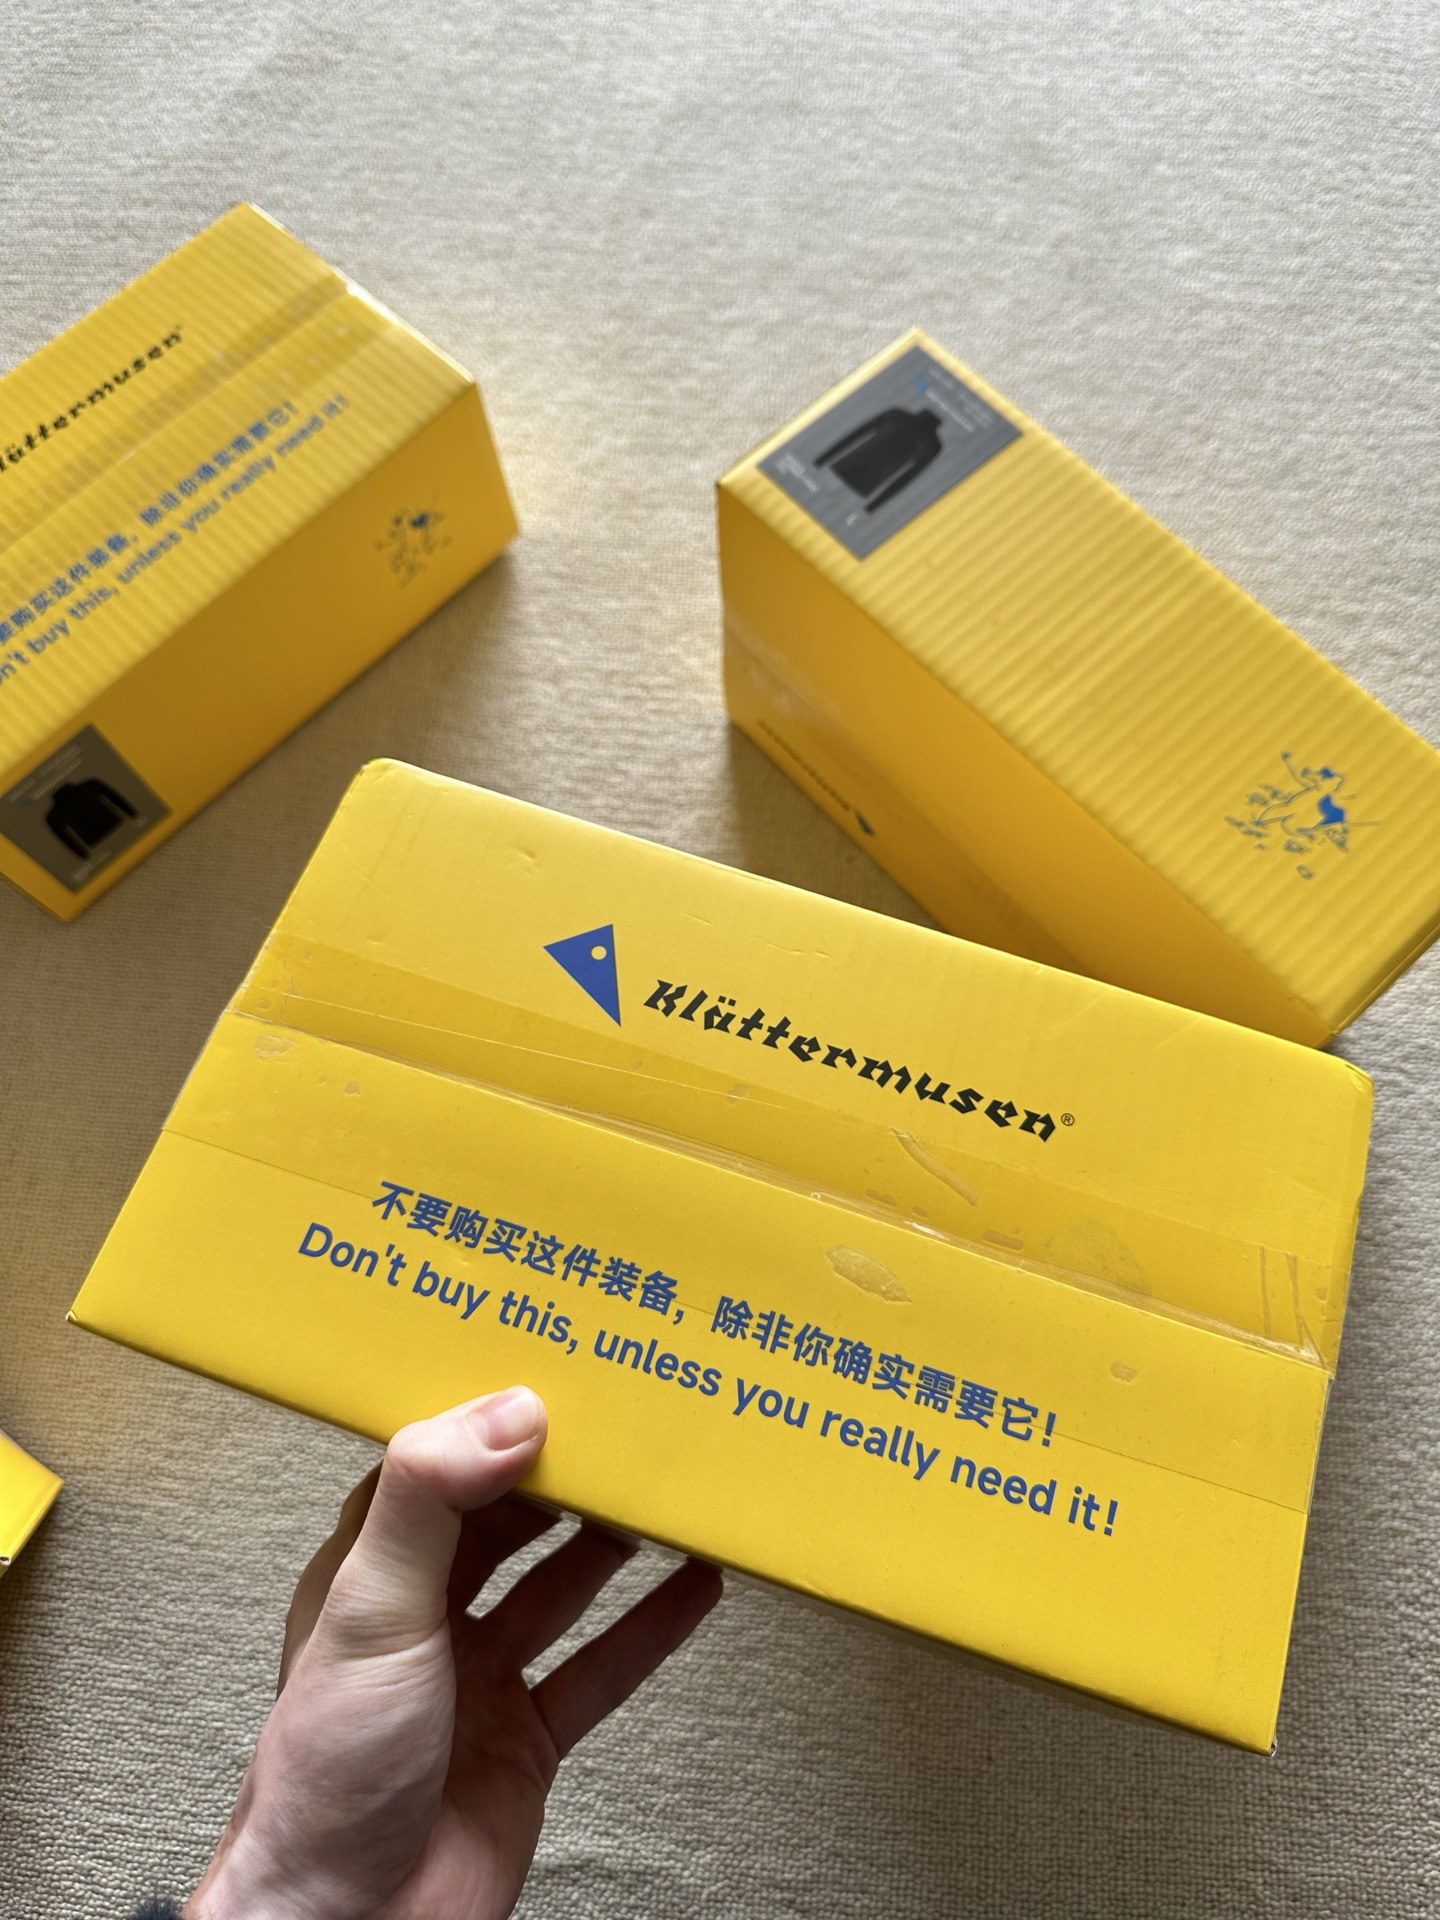 Klättermusen®
不要购买这件装备，除非你确实需要它！
Don't buy this, unless you really need it!
lättermusen
要购买这件装备，除非你确实需要它！
n't buy this, unless you really need it!
L